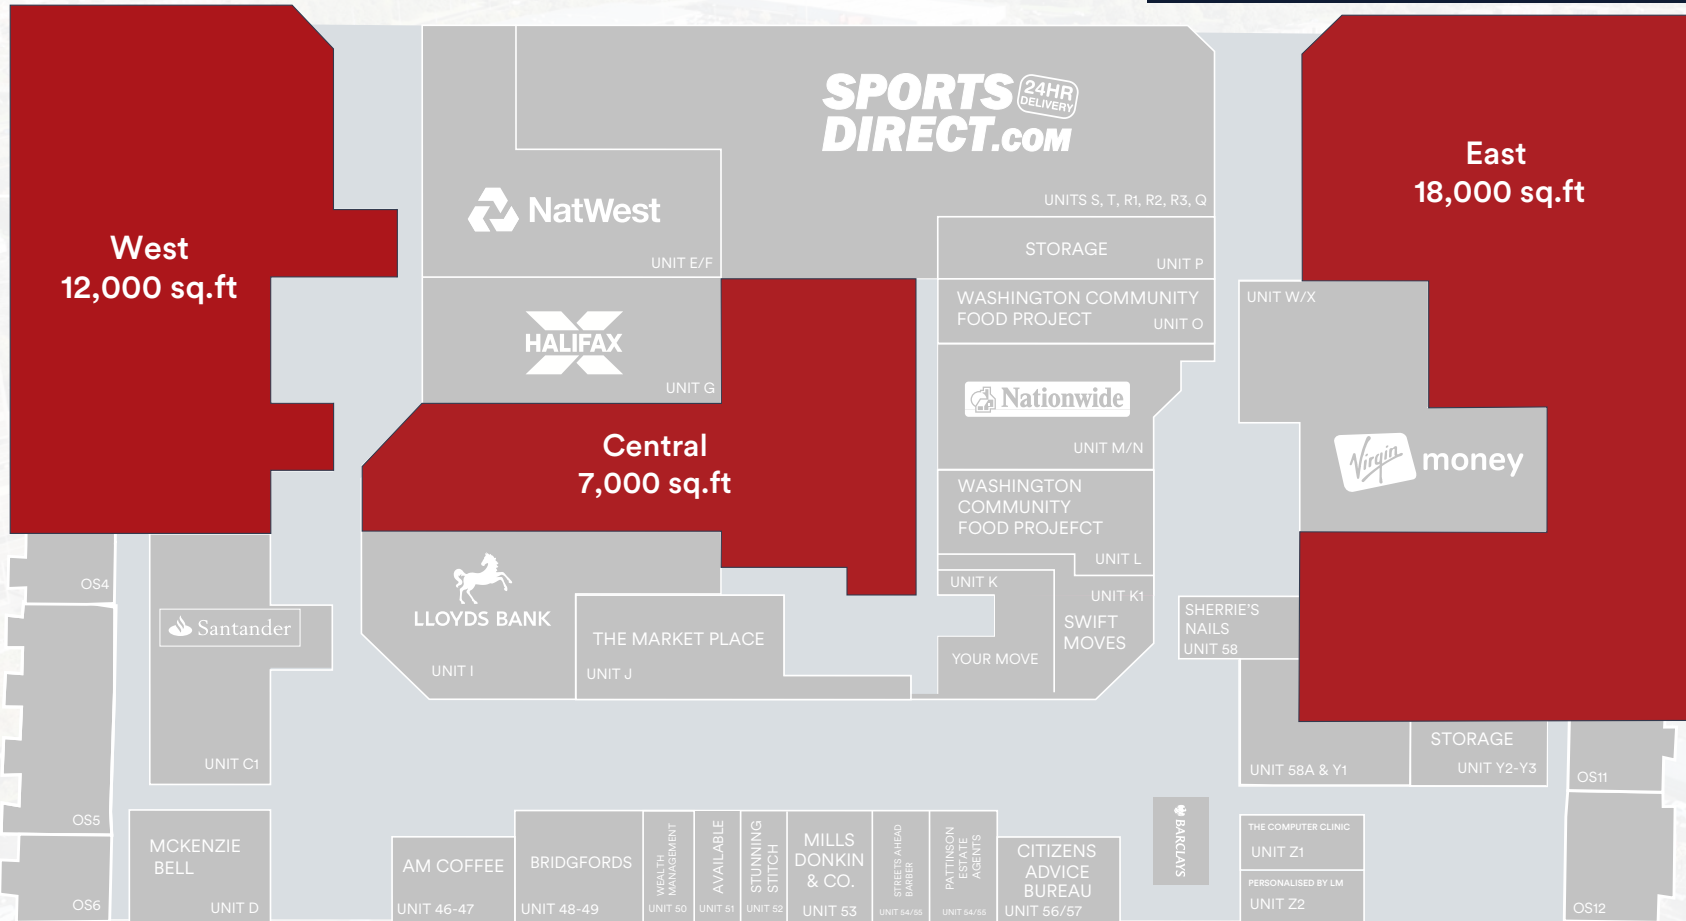 SPORTS
DIRECT.COM
24HR
DELIVERY
UNITS S, T, R1, R2, R3, Q
East
18,000 sq.ft
NatWest
UNIT E/F
West
12,000 sq.ft
STORAGE
UNIT P
WASHINGTON COMMUNITY
FOOD PROJECT
UNIT O
UNIT W/X
HALIFAX
UNIT G
Nationwide
UNIT M/N
Central
7,000 sq.ft
Virgin money
WASHINGTON
COMMUNITY
FOOD PROJEFCT
UNIT L
UNIT K
UNIT K1
SWIFT
MOVES
YOUR MOVE
OS4
Santander
UNIT C1
LLOYDS BANK
UNIT I
THE MARKET PLACE
UNIT J
SHERRIE'S
NAILS
UNIT 58
STORAGE
UNIT Y2-Y3
UNIT 58A & Y1
OS11
OS5
MCKENZIE
BELL
UNIT D
OS6
AM COFFEE
UNIT 46-47
BRIDGFORDS
UNIT 48-49
WEALTH
MANAGEMENT
UNIT 50
AVAILABLE
UNIT 51
STUNNING
STITCH
UNIT 52
MILLS
DONKIN
& CO.
UNIT 53
STREETS AHEAD
BARBER
UNIT 54/55
PATTINSON
ESTATE
AGENTS
UNIT 54/55
CITIZENS
ADVICE
BUREAU
UNIT 56/57
BARCLAYS
THE COMPUTER CLINIC
UNIT Z1
PERSONALISED BY LM
UNIT Z2
OS12